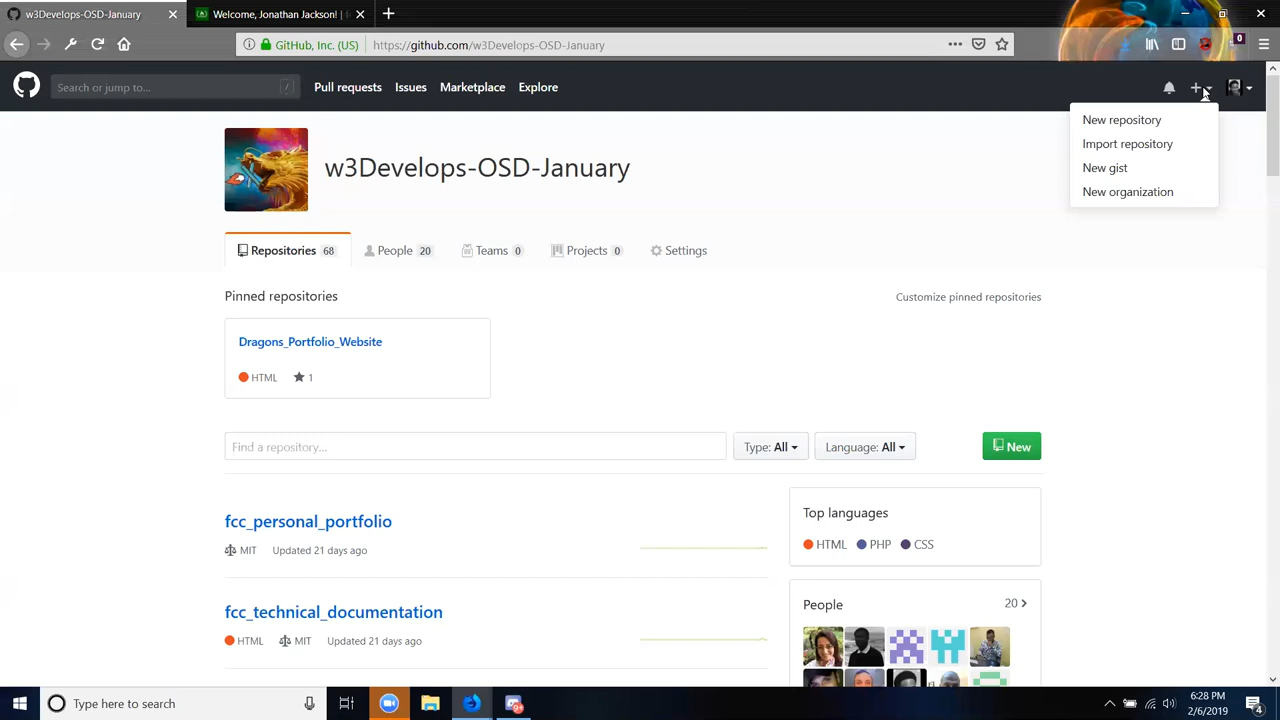 w3Develops-OSD-January
Welcome, Jonathan Jackson! |
GitHub, Inc. (US)
https://github.com/w3Develops-OSD-January
0
Search or jump to...
/
Pull requests
Issues
Marketplace
Explore
New repository
Import repository
New gist
New organization
w3Develops-OSD-January
Repositories 68
People 20
Teams 0
Projects 0
Settings
Pinned repositories
Customize pinned repositories
Dragons_Portfolio_Website
HTML
1
Find a repository...
Type: All
Language: All
New
fcc_personal_portfolio
MIT
Updated 21 days ago
Top languages
HTML
PHP
CSS
People
20
fcc_technical_documentation
HTML
MIT
Updated 21 days ago
Type here to search
6:28 PM
2/6/2019
4